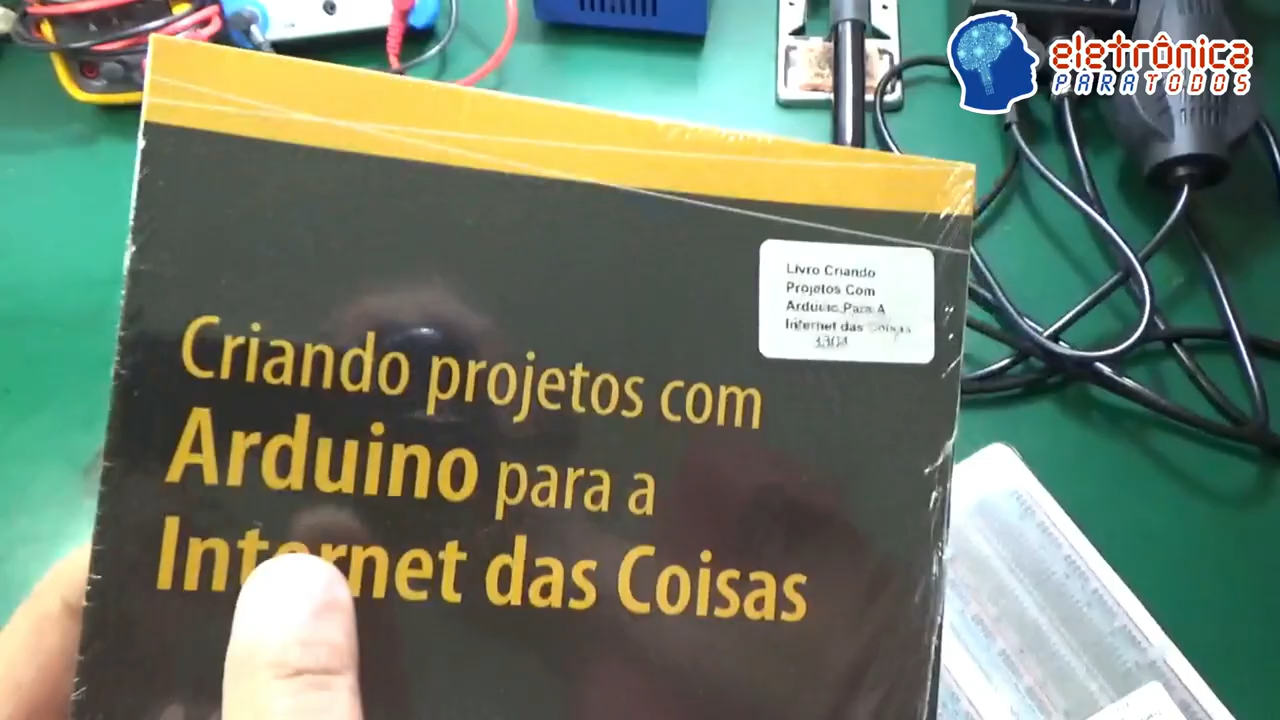 eletrônica
PARATODOS
Livro Criando
Projetos Com
Arduino Para A
Internet das Coisas
Criando projetos com
Arduino para a
Internet das Coisas